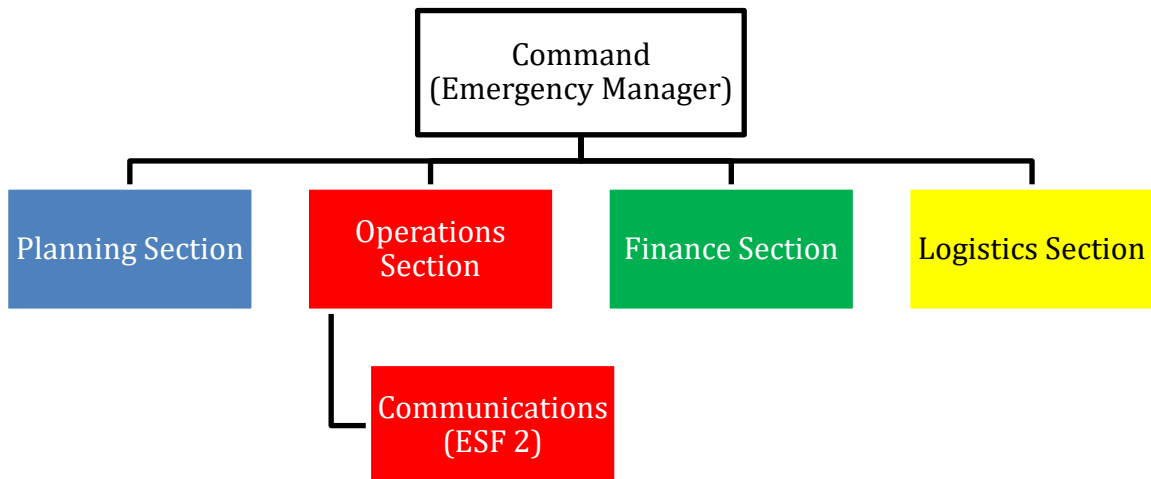 Command
(Emergency Manager)
Planning Section
Operations
Section
Finance Section
Logistics Section
Communications
(ESF 2)